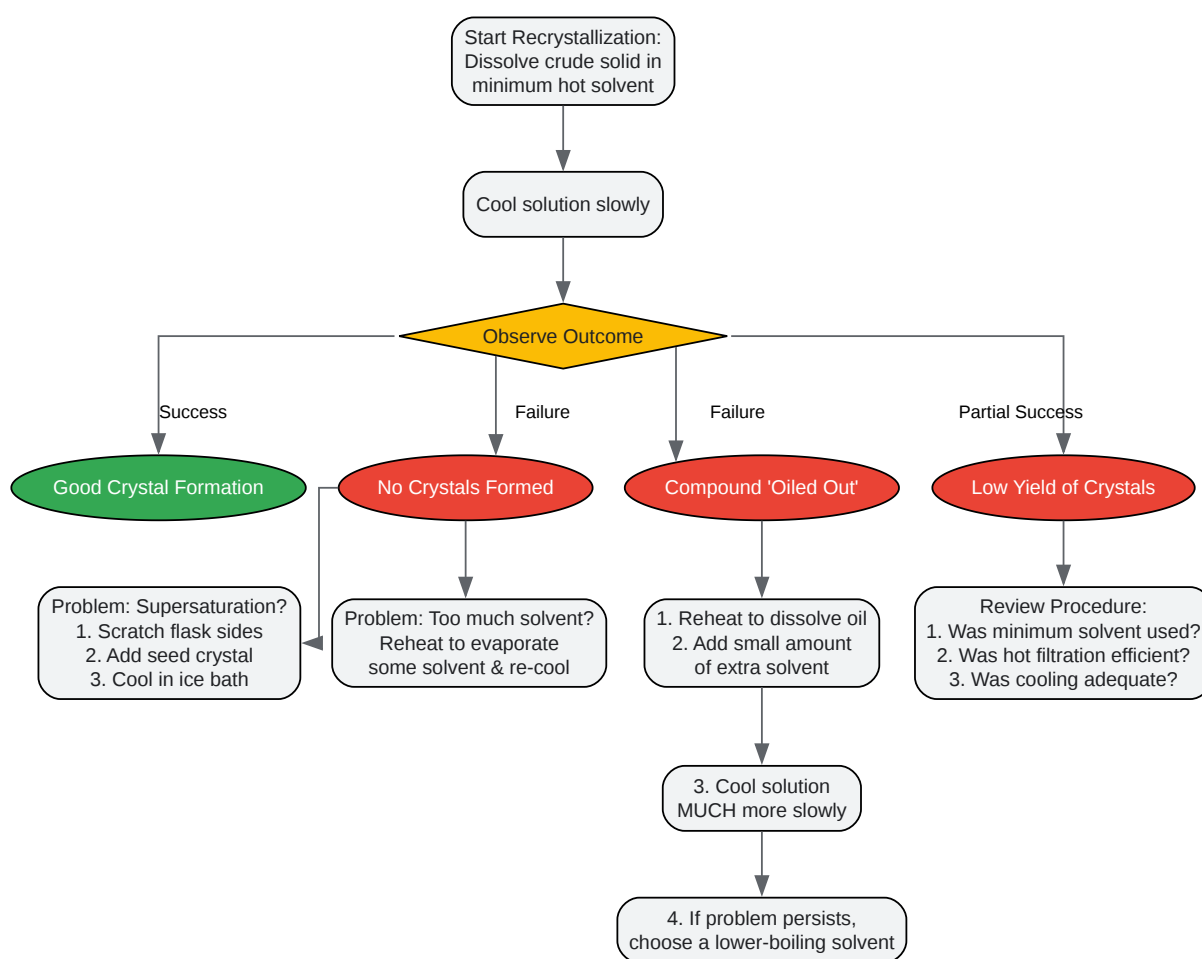 Start Recrystallization:
Dissolve crude solid in
minimum hot solvent
Cool solution slowly
Observe Outcome
Success
Failure
Failure
Partial Success
Good Crystal Formation
No Crystals Formed
Compound 'Oiled Out'
Low Yield of Crystals
Problem: Supersaturation?
1. Scratch flask sides
2. Add seed crystal
3. Cool in ice bath
Problem: Too much solvent?
Reheat to evaporate
some solvent & re-cool
1. Reheat to dissolve oil
2. Add small amount
of extra solvent
Review Procedure:
1. Was minimum solvent used?
2. Was hot filtration efficient?
3. Was cooling adequate?
3. Cool solution
MUCH more slowly
4. If problem persists,
choose a lower-boiling solvent